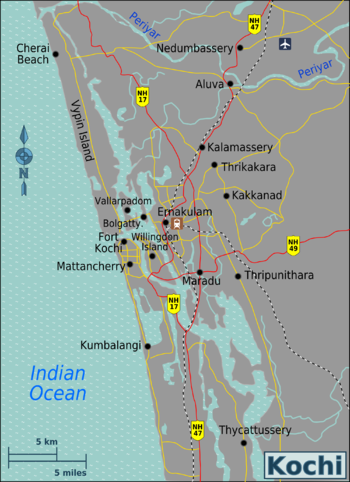 Periyar
NH
47
Nedumbassery
Cherai
Beach
Periyar
Aluva
NH
17
Vypin Island
Kalamassery
Thrikakara
Kakkanad
Vallarpadom
Bolgatty.
Ernakulam
Fort
Kochi
Willingdon
Island
NH
49
Mattancherry
Maradu
Thripunithara
NH
17
Kumbalangi
Indian
Ocean
NH
47
Thycattussery
5 km
5 miles
Kochi